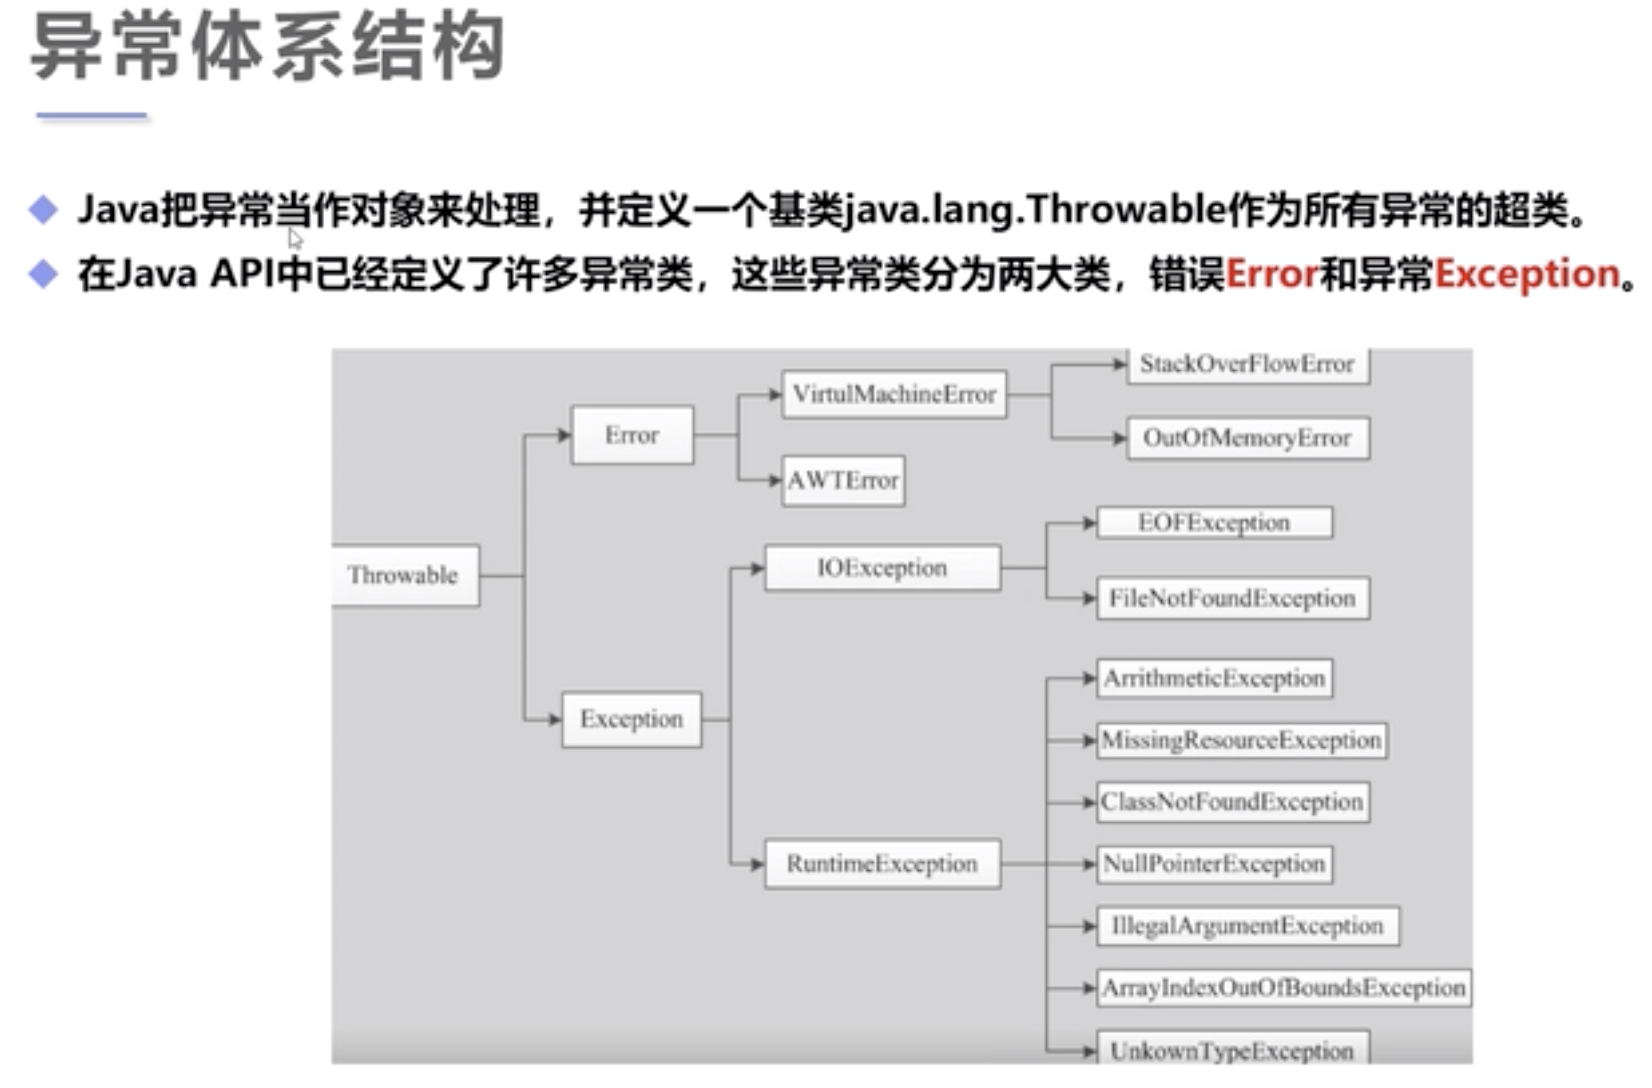 异常体系结构
Java把异常当作对象来处理，并定义一个基类java.lang.Throwable作为所有异常的超类。
在Java API中已经定义了许多异常类，这些异常类分为两大类，错误Error和异常Exception。
StackOverFlowError
VirtulMachineError
Error
OutOfMemoryError
AWTError
EOFException
IOException
Throwable
FileNotFoundException
ArrithmeticException
Exception
MissingResourceException
ClassNotFoundException
RuntimeException
NullPointerException
IllegalArgumentException
ArrayIndexOutOfBoundsException
UnkownTypeException